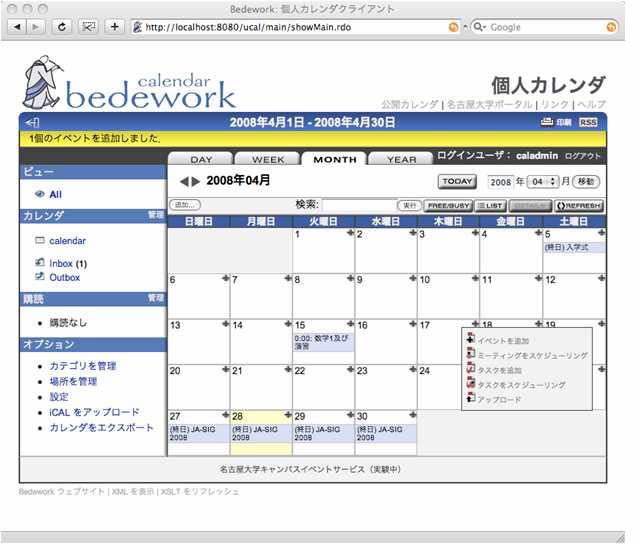 Bedework: 個人カレンダクライアント
http://localhost:8080/ucal/main/showMain.rdo
Google
calendar
bedework
個人カレンダ
公開カレンダ | 名古屋大学ポータル | リンク | ヘルプ
2008年4月1日 - 2008年4月30日
印刷 RSS
1個のイベントを追加しました.
DAY WEEK MONTH YEAR
ログインユーザ： caladmin ログアウト
ビュー
All
カレンダ 管理
calendar
Inbox (1)
Outbox
購読 管理
購読なし
オプション
カテゴリを管理
場所を管理
設定
iCAL をアップロード
カレンダをエクスポート
2008年04月
TODAY 2008 年 04 月 移動
追加... 検索: 実行 FREE/BUSY LIST DETAILS REFRESH
日曜日 月曜日 火曜日 水曜日 木曜日 金曜日 土曜日
1 2 3 4 5
(終日) 入学式
6 7 8 9 10 11 12
13 14 15 16 17 18
0:00: 数学1及び
演習
イベントを追加
ミーティングをスケジューリング
タスクを追加
タスクをスケジューリング
アップロード
20 21 22 23 24
27 28 29 30
(終日) JA-SIG
2008
(終日) JA-SIG
2008
(終日) JA-SIG
2008
(終日) JA-SIG
2008
名古屋大学キャンパスイベントサービス（実験中）
Bedework ウェブサイト | XML を表示 | XSLT をリフレッシュ